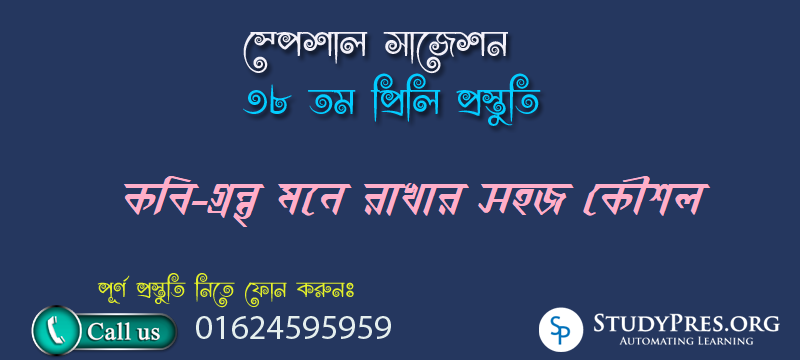 স্পেশাল সাজেশন
৩৮ তম প্রিলি প্রস্তুতি
কবি-গ্রন্থ মনে রাখার সহজ কৌশল
পূর্ণ প্রস্তুতি নিতে ফোন করুনঃ
Call us 01624595959
SP STUDYPRES.ORG
AUTOMATING LEARNING